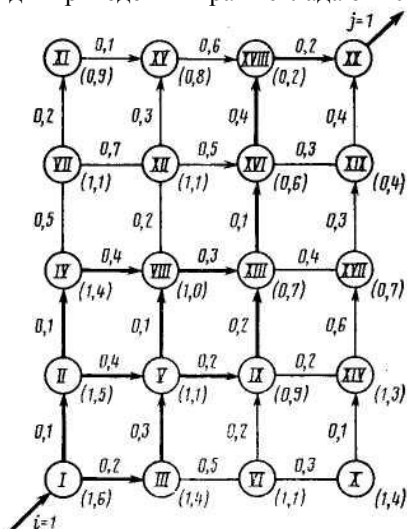 j=1
XI 0,1 XV 0,6 XVIII 0,2 XX
(0,9) (0,8) (0,2)
0,2 0,3 0,4 0,4
VII 0,7 XII 0,5 XVI 0,3 XIX
(1,1) (1,1) (0,6) (0,4)
0,5 0,2 0,1 0,3
IV 0,4 VIII 0,3 XIII 0,4 XVII
(1,4) (1,0) (0,7) (0,7)
0,1 0,1 0,2 0,6
II 0,4 V 0,2 IX 0,2 XIV
(1,5) (1,1) (0,9) (1,3)
0,1 0,3 0,2 0,1
I 0,2 III 0,5 VI 0,3 X
(1,6) (1,4) (1,1) (1,4)
i=1